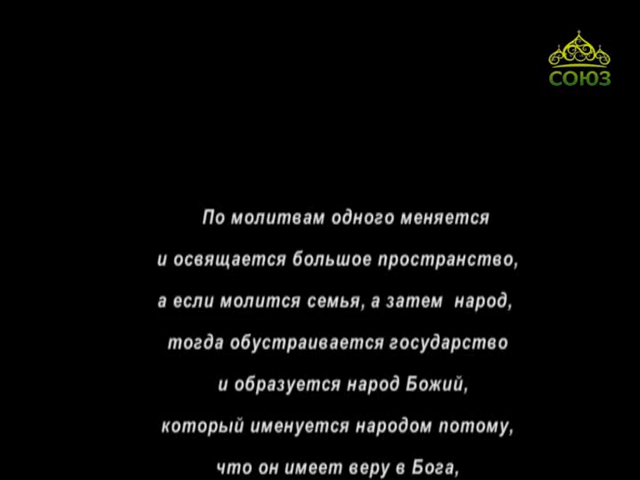 СОЮЗ
По молитвам одного меняется
и освящается большое пространство,
а если молится семья, а затем народ,
тогда обустраивается государство
и образуется народ Божий,
который именуется народом потому,
что он имеет веру в Бога,